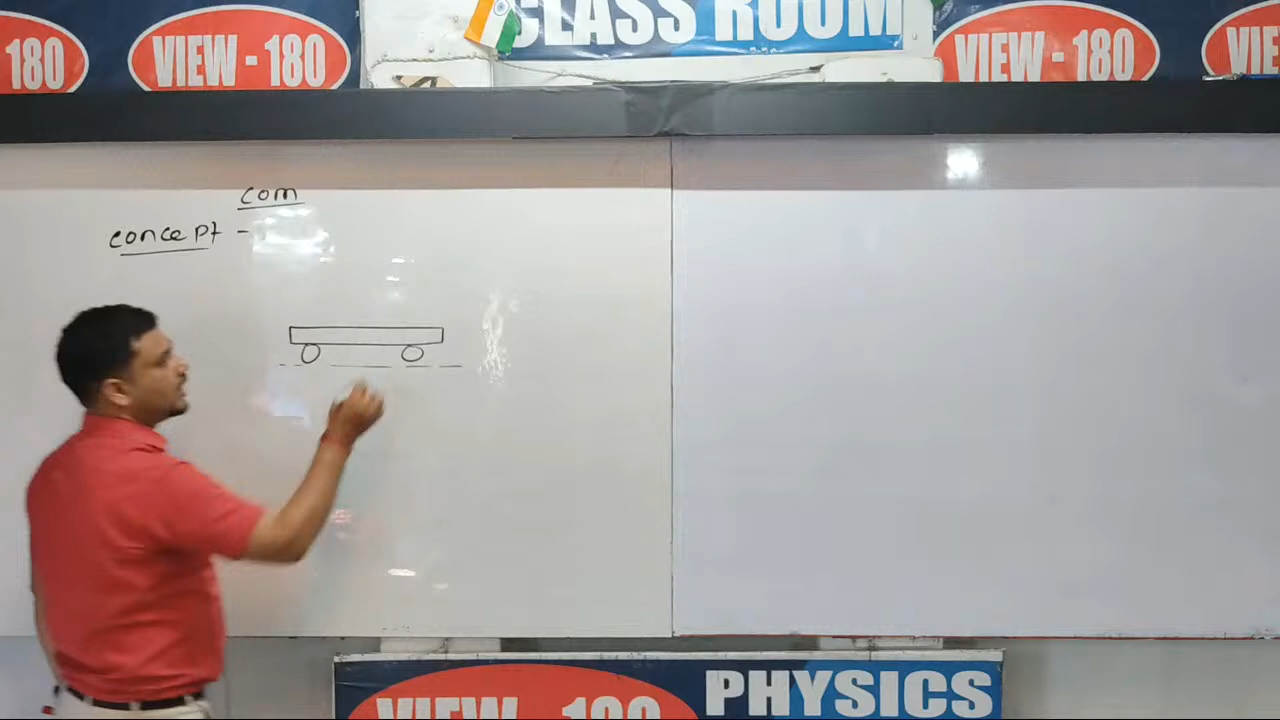 180
VIEW - 180
CLASS ROOM
VIEW - 180
VIE
com
concept -
VIEW - 180
PHYSICS